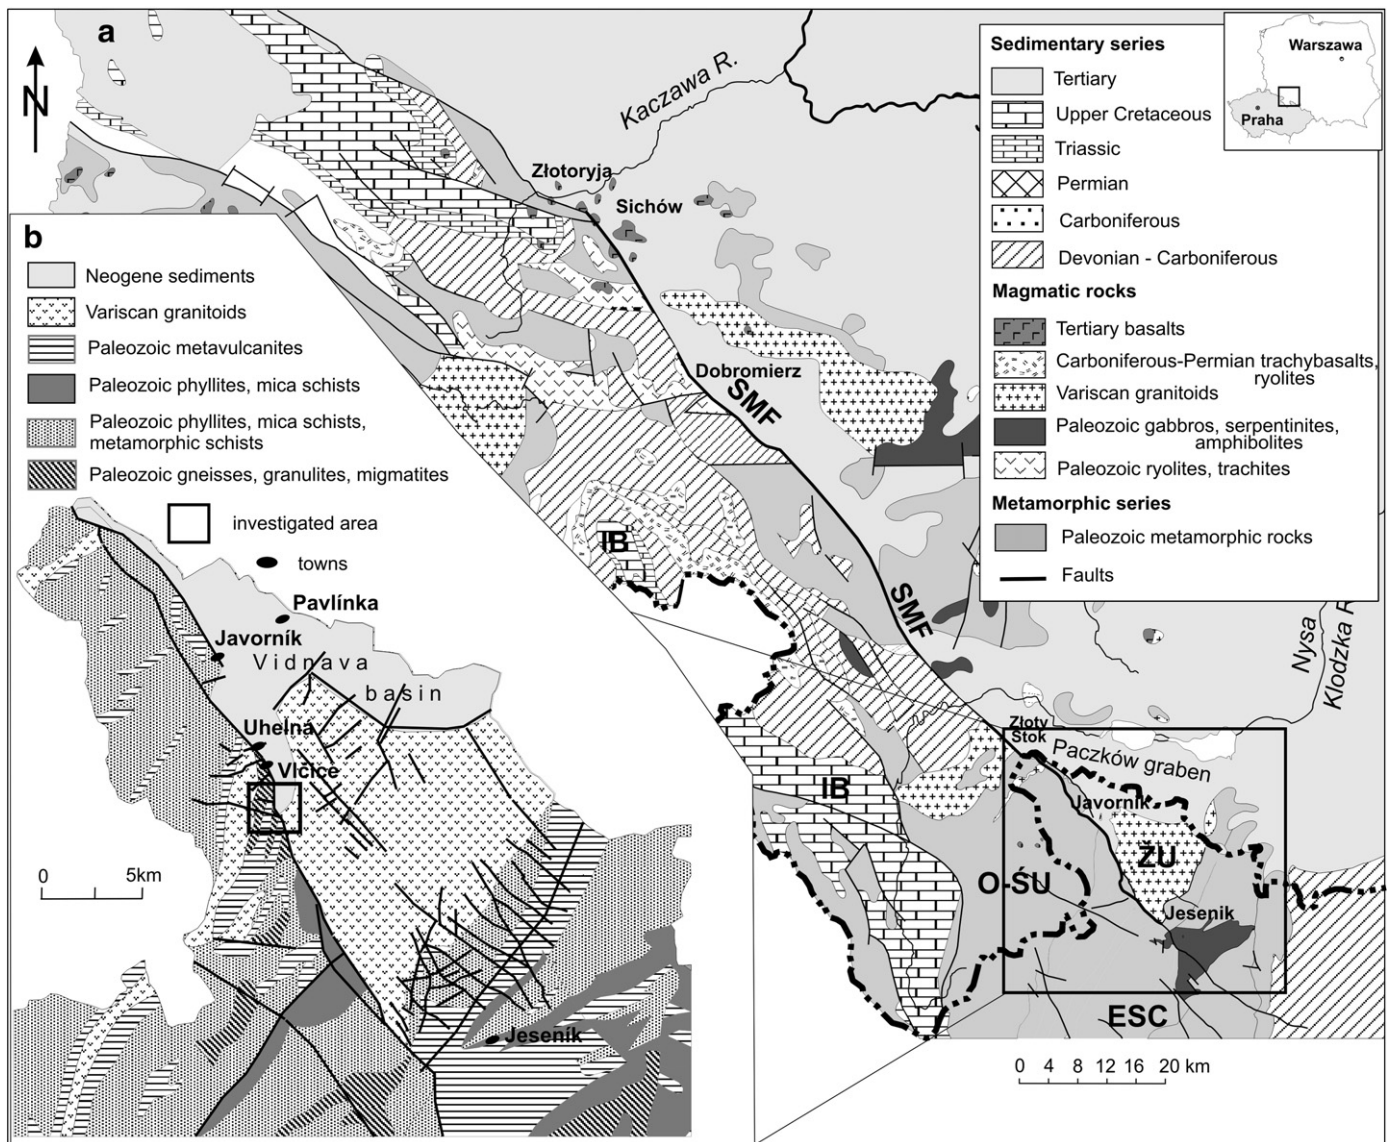 a
N
Kaczawa R.
Złotoryja
Sichów
Dobromierz
SMF
SMF
IB
IB
Nysa
Klodzka R.
Złoty
Stok
Paczków graben
Javorník
ŽU
O-ŚU
Jesenik
ESC
0 4 8 12 16 20 km
Sedimentary series
Tertiary
Upper Cretaceous
Triassic
Permian
Carboniferous
Devonian - Carboniferous
Magmatic rocks
Tertiary basalts
Carboniferous-Permian trachybasalts,
ryolites
Variscan granitoids
Paleozoic gabbros, serpentinites,
amphibolites
Paleozoic ryolites, trachites
Metamorphic series
Paleozoic metamorphic rocks
Faults
Warszawa
Praha
b
Neogene sediments
Variscan granitoids
Paleozoic metavulcanites
Paleozoic phyllites, mica schists
Paleozoic phyllites, mica schists,
metamorphic schists
Paleozoic gneisses, granulites, migmatites
investigated area
towns
Pavlínka
Javorník
Vidnava
basin
Uhelná
Vlčice
0 5km
Jeseník